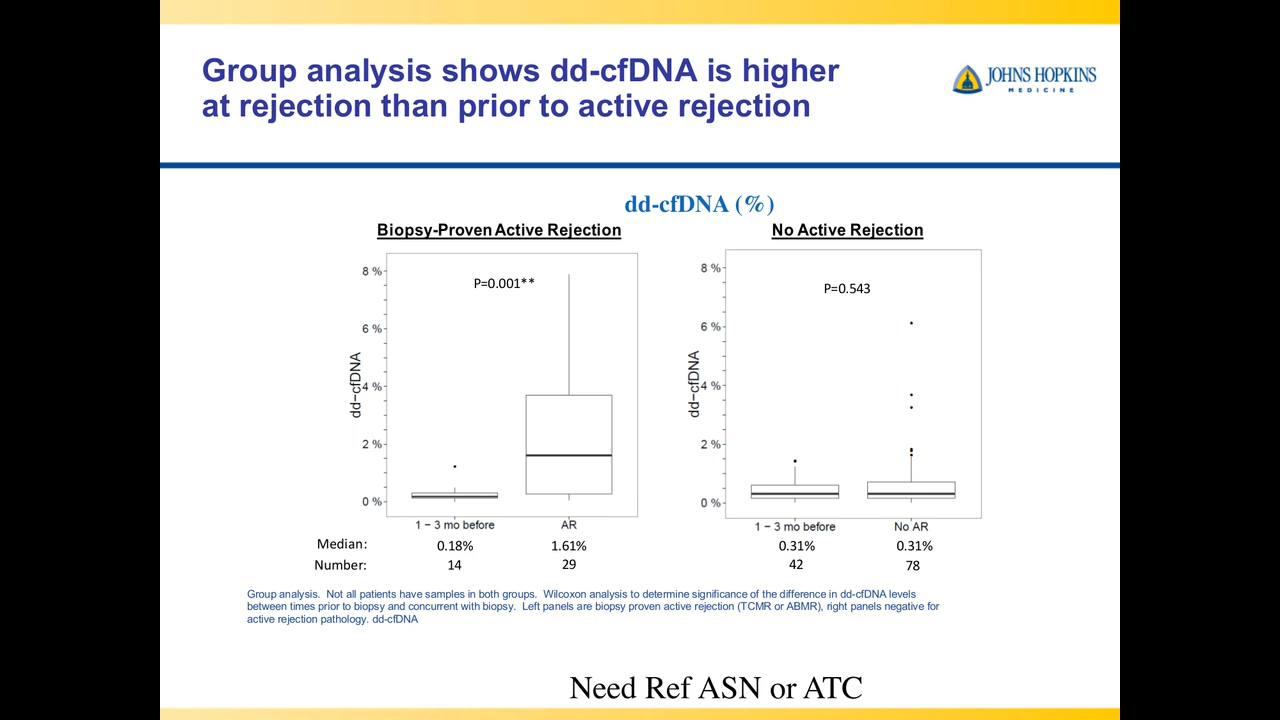 Group analysis shows dd-cfDNA is higher
at rejection than prior to active rejection
JOHNS HOPKINS
MEDICINE
dd-cfDNA (%)
Biopsy-Proven Active Rejection
P=0.001**
8 %
6 %
4 %
2 %
0 %
dd−cfDNA
1 − 3 mo before
AR
No Active Rejection
P=0.543
8 %
6 %
4 %
2 %
0 %
dd−cfDNA
1 − 3 mo before
No AR
Median: 0.18% 1.61% 0.31% 0.31%
Number: 14 29 42 78
Group analysis. Not all patients have samples in both groups. Wilcoxon analysis to determine significance of the difference in dd-cfDNA levels
between times prior to biopsy and concurrent with biopsy. Left panels are biopsy proven active rejection (TCMR or ABMR), right panels negative for
active rejection pathology. dd-cfDNA
Need Ref ASN or ATC